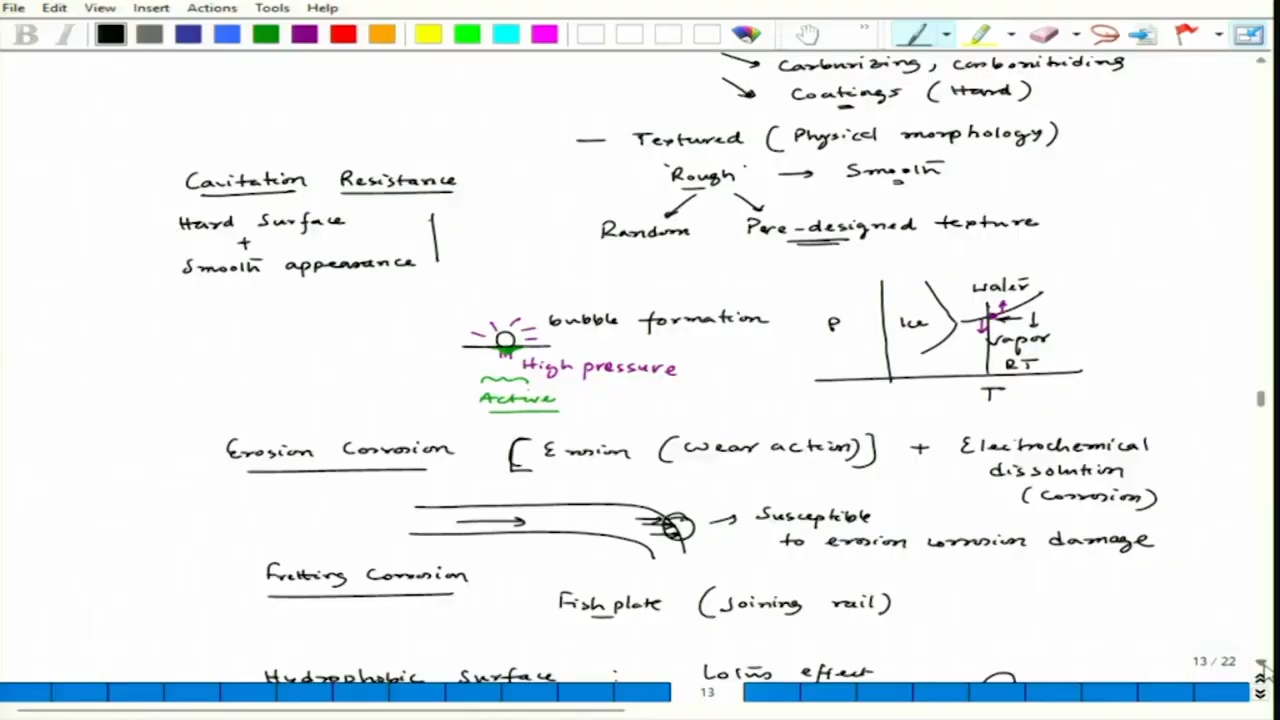 File Edit View Insert Actions Tools Help
B I
Carburizing, carbonitriding
Coatings (Hard)
— Textured (Physical morphology)
'Rough' → Smooth
Random Pre-designed texture
Cavitation Resistance
Hard Surface
+
Smooth appearance
bubble formation
High pressure
Active
P Ice water
vapor
RT
T
Erosion Corrosion [Erosion (wear action)] + Electrochemical
dissolution
(Corrosion)
→ Susceptible
to erosion corrosion damage
Fretting Corrosion
Fish plate (Joining rail)
Hydrophobic Surface : Lotus effect
13 / 22
13